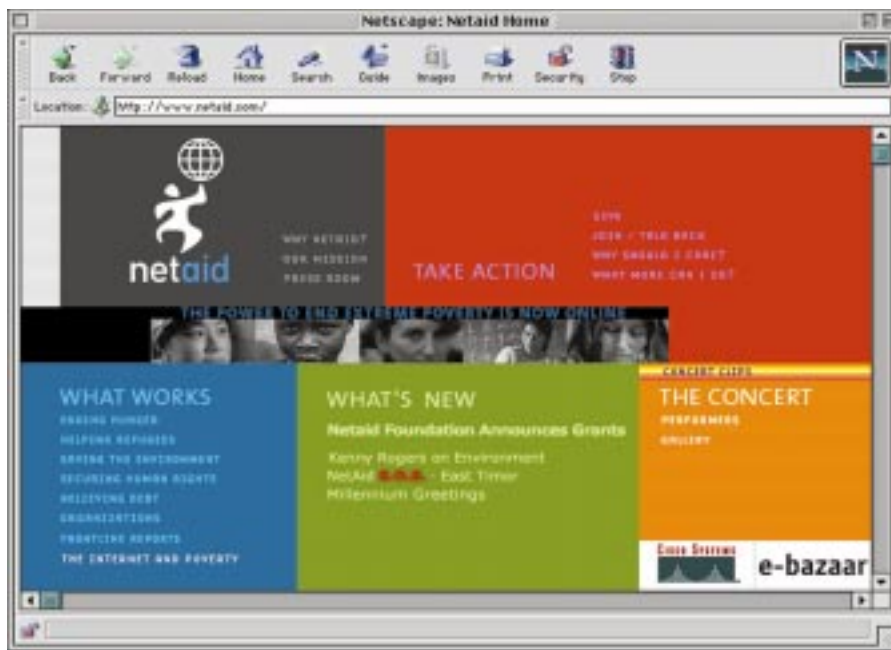 Netscape: Netaid Home
Back Forward Reload Home Search Guide Images Print Security Stop
N
Location: http://www.netaid.com/
netaid
WHY NETAID?
OUR MISSION
PRESS ROOM
TAKE ACTION
GIVE
JOIN / TALK BACK
WHY SHOULD I CARE?
WHAT MORE CAN I DO?
THE POWER TO END EXTREME POVERTY IS NOW ONLINE
WHAT WORKS
ENDING HUNGER
HELPING REFUGEES
SAVING THE ENVIRONMENT
SECURING HUMAN RIGHTS
RELIEVING DEBT
ORGANIZATIONS
FRONTLINE REPORTS
THE INTERNET AND POVERTY
WHAT'S NEW
Netaid Foundation Announces Grants
Kenny Rogers on Environment
NetAid S.O.S. - East Timor
Millennium Greetings
CONCERT CLIPS
THE CONCERT
PERFORMERS
GALLERY
CISCO SYSTEMS
e-bazaar